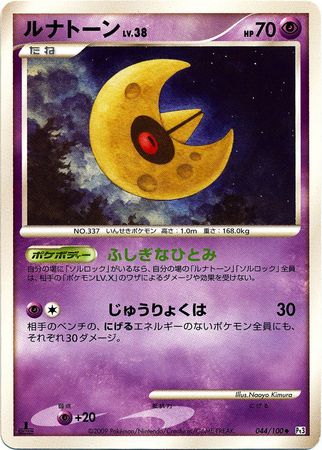 ルナトーン LV.38 HP 70
たね
NO.337 いんせきポケモン 高さ：1.0m 重さ：168.0kg
ポケボディー ふしぎなひとみ
自分の場に「ソルロック」がいるなら、自分の場の「ルナトーン」「ソルロック」全員
は、相手の「ポケモンLV.X」のワザによるダメージや効果を受けない。
じゅうりょくは 30
相手のベンチの、にげるエネルギーのないポケモン全員にも、
それぞれ30ダメージ。
弱点 抵抗力 にげる
+20
Illus.Naoyo Kimura
1 ©2009 Pokémon/Nintendo/Creatures/GAME FREAK. 044/100 Pt3